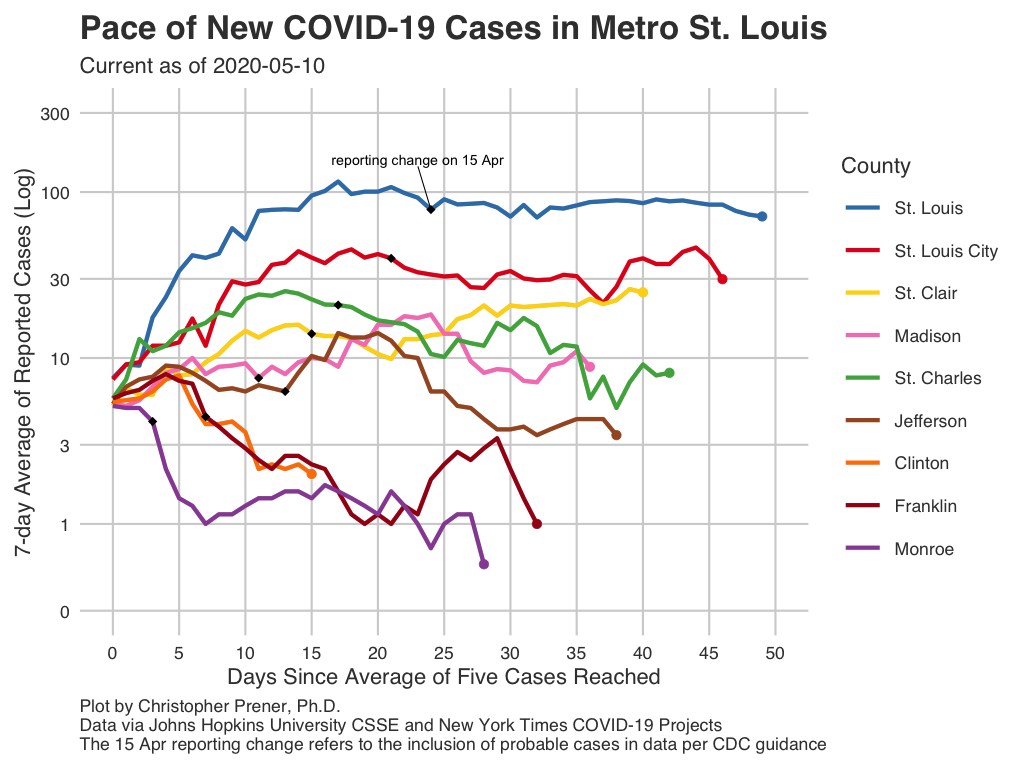 Pace of New COVID-19 Cases in Metro St. Louis
Current as of 2020-05-10
7-day Average of Reported Cases (Log)
300
100
30
10
3
1
0
reporting change on 15 Apr
0 5 10 15 20 25 30 35 40 45 50
Days Since Average of Five Cases Reached
County
St. Louis
St. Louis City
St. Clair
Madison
St. Charles
Jefferson
Clinton
Franklin
Monroe
Plot by Christopher Prener, Ph.D.
Data via Johns Hopkins University CSSE and New York Times COVID-19 Projects
The 15 Apr reporting change refers to the inclusion of probable cases in data per CDC guidance